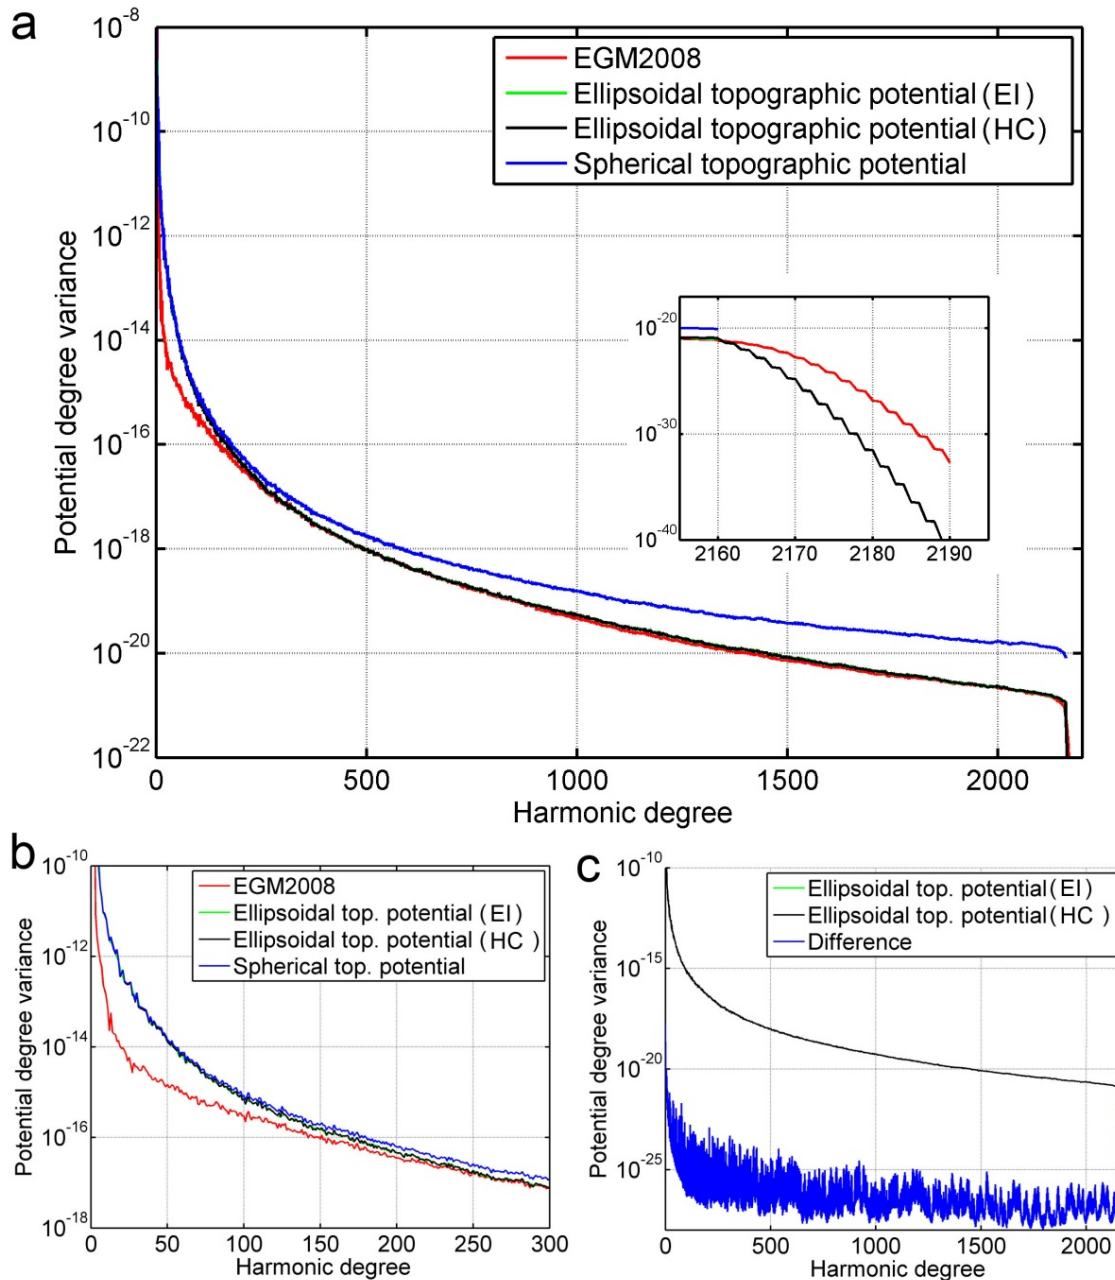 a
10^-8
10^-10
10^-12
10^-14
10^-16
10^-18
10^-20
10^-22
Potential degree variance
EGM2008
Ellipsoidal topographic potential (EI)
Ellipsoidal topographic potential (HC)
Spherical topographic potential
10^-20
10^-30
10^-40
2160 2170 2180 2190
0 500 1000 1500 2000
Harmonic degree
b
10^-10
10^-12
10^-14
10^-16
10^-18
Potential degree variance
EGM2008
Ellipsoidal top. potential (EI)
Ellipsoidal top. potential (HC)
Spherical top. potential
0 50 100 150 200 250 300
Harmonic degree
c
10^-10
10^-15
10^-20
10^-25
Potential degree variance
Ellipsoidal top. potential(EI)
Ellipsoidal top. potential(HC)
Difference
0 500 1000 1500 2000
Harmonic degree